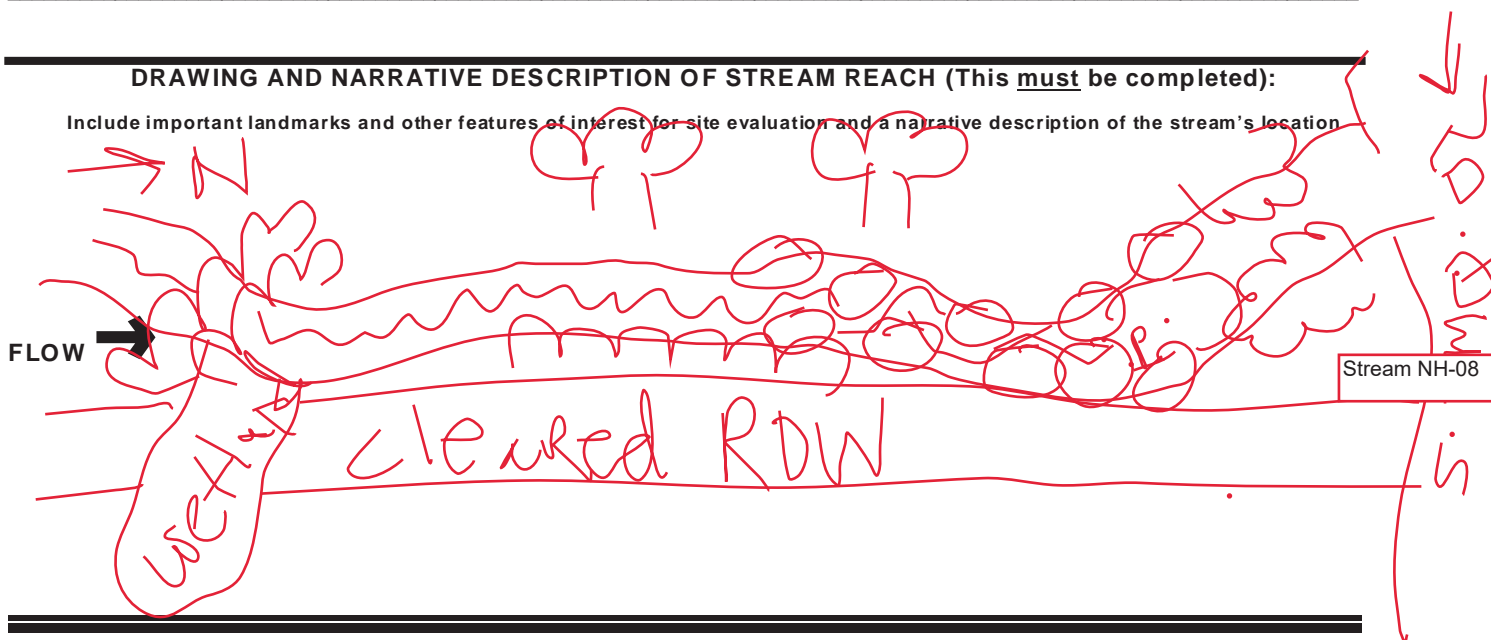 DRAWING AND NARRATIVE DESCRIPTION OF STREAM REACH (This must be completed):
Include important landmarks and other features of interest for site evaluation and a narrative description of the stream's location
N
FLOW
Stream NH-08
cleared ROW